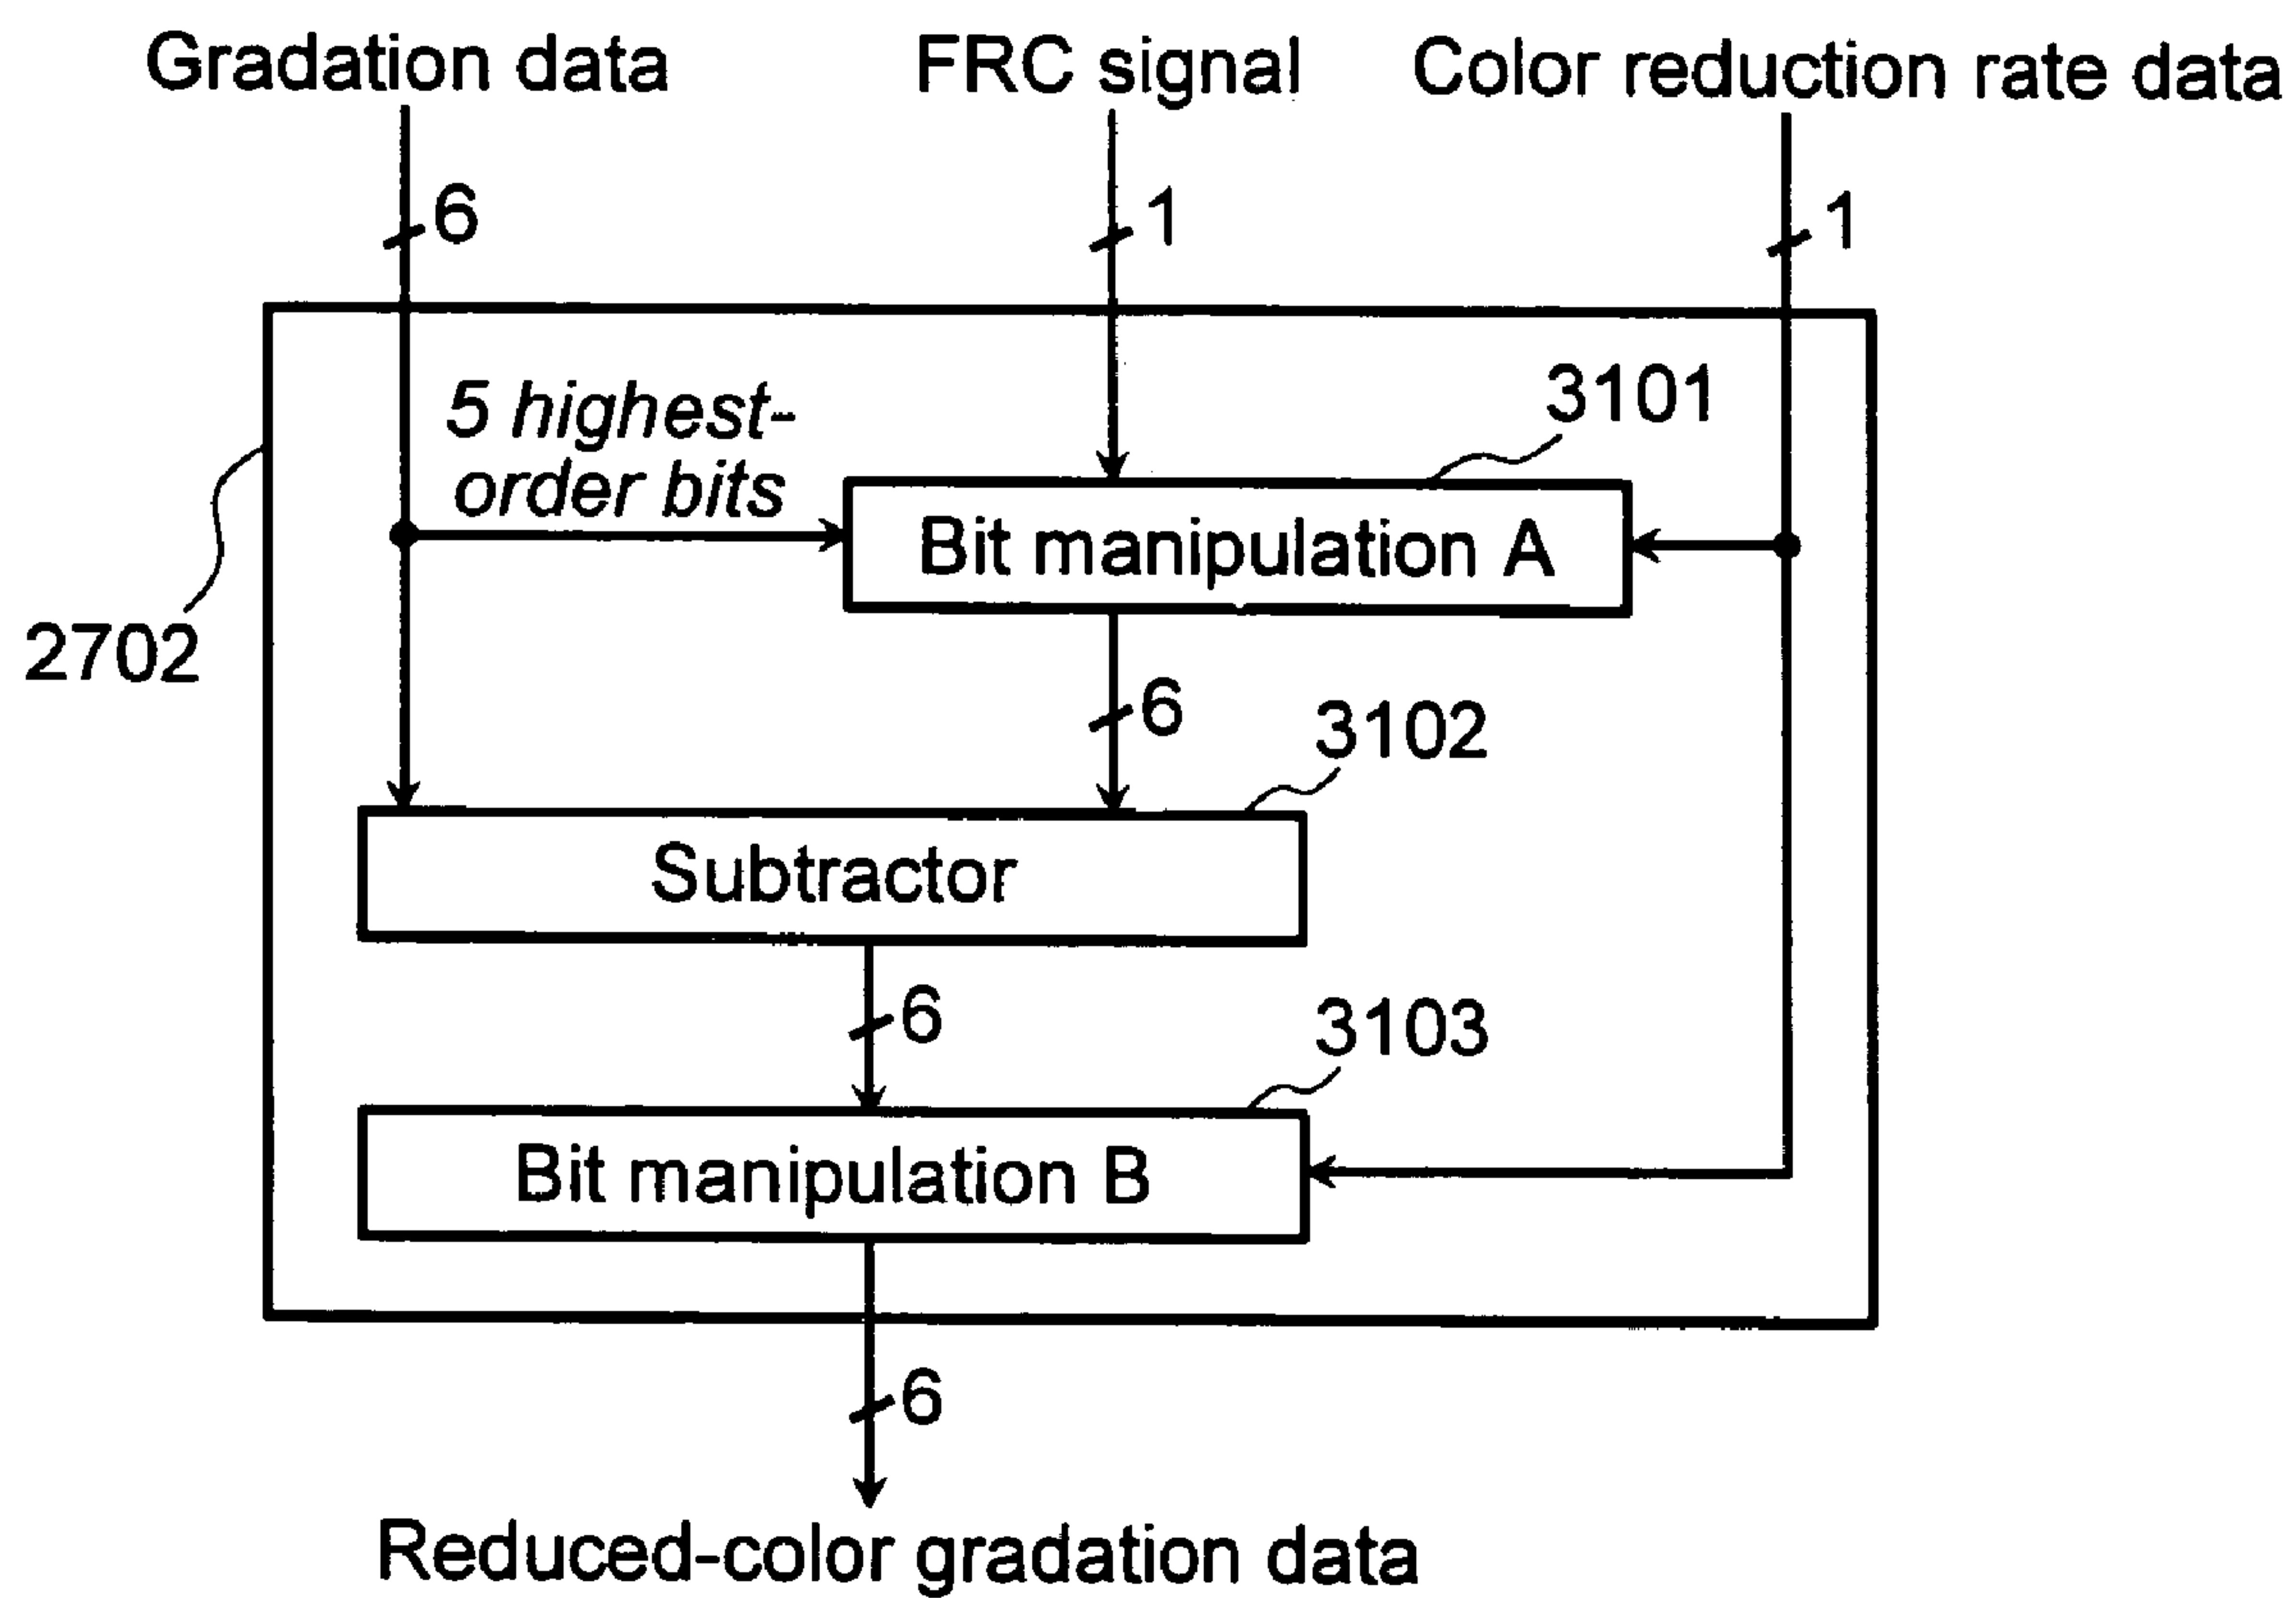 Gradation data
FRC signal
Color reduction rate data
6
1
1
5 highest-
order bits
3101
Bit manipulation A
2702
6
3102
Subtractor
6
3103
Bit manipulation B
6
Reduced-color gradation data